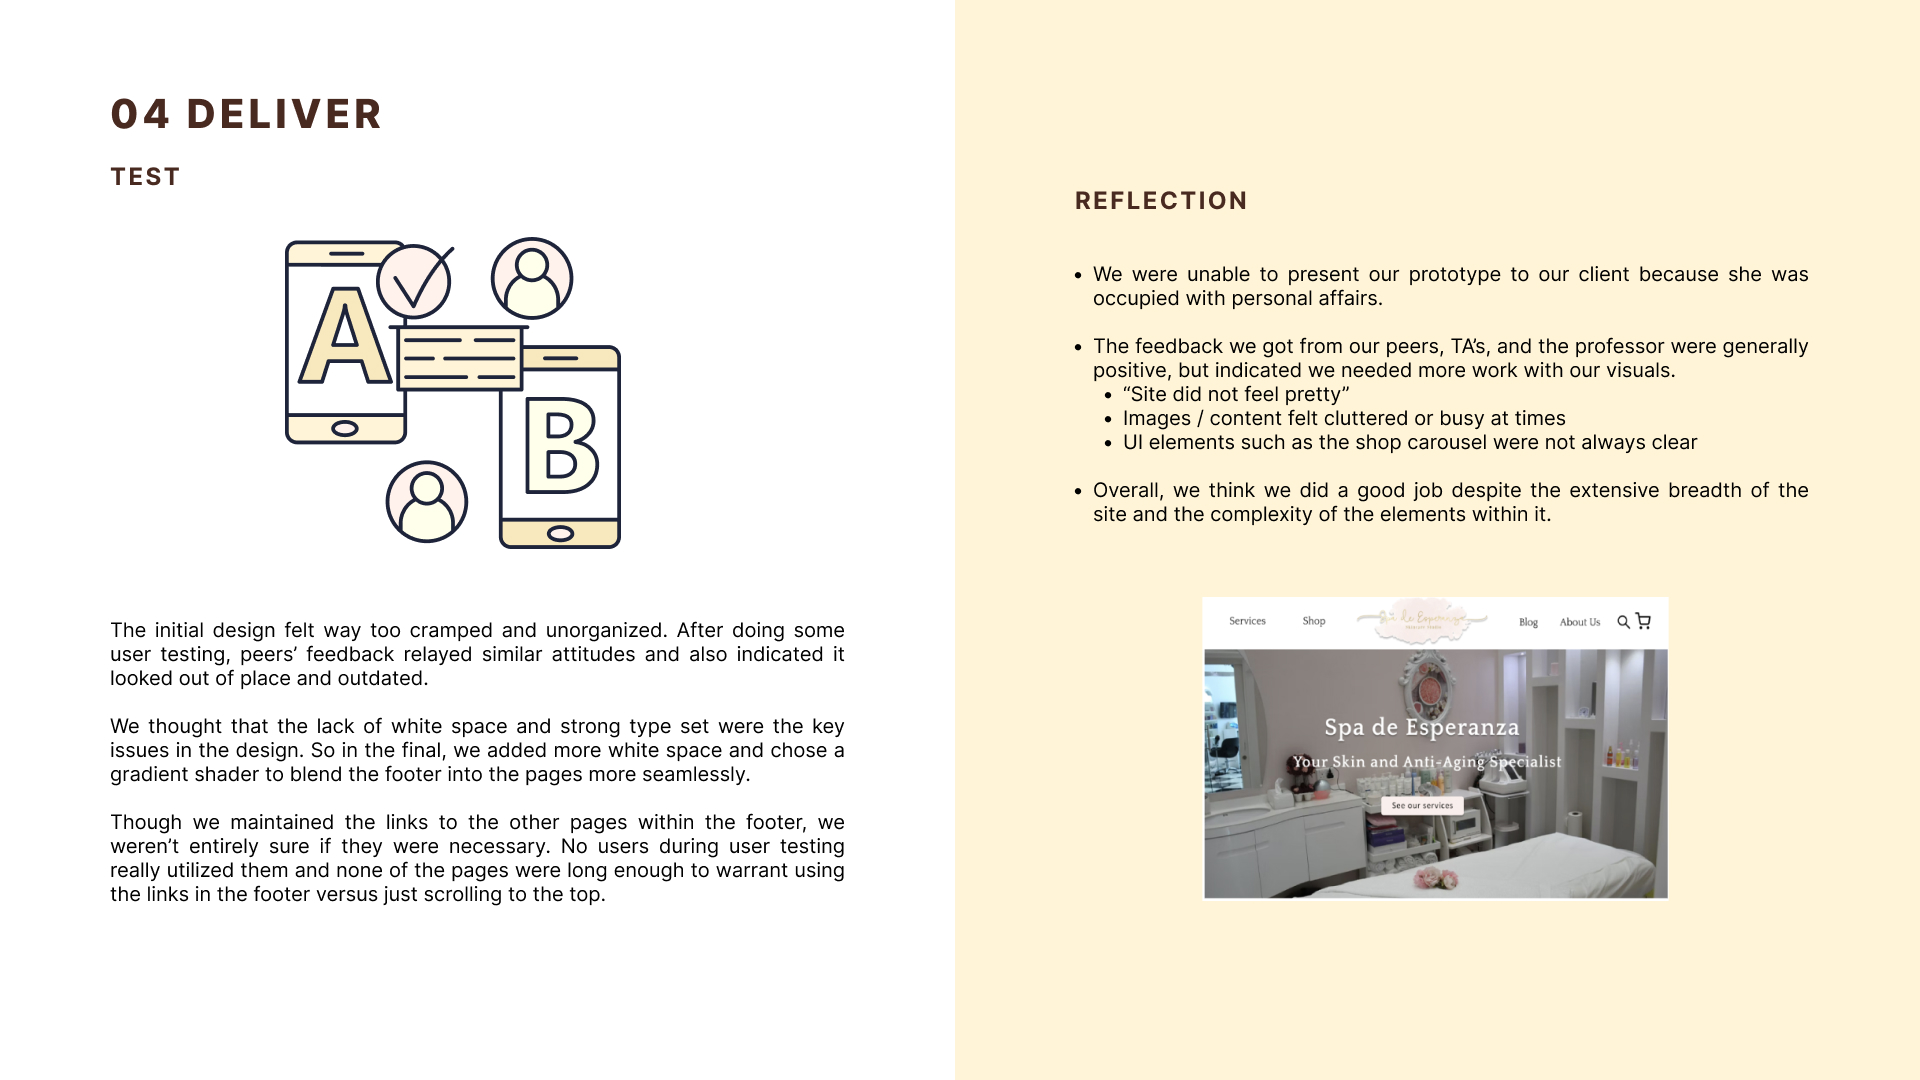 04 DELIVER
TEST
A
B
The initial design felt way too cramped and unorganized. After doing some
user testing, peers’ feedback relayed similar attitudes and also indicated it
looked out of place and outdated.
We thought that the lack of white space and strong type set were the key
issues in the design. So in the final, we added more white space and chose a
gradient shader to blend the footer into the pages more seamlessly.
Though we maintained the links to the other pages within the footer, we
weren’t entirely sure if they were necessary. No users during user testing
really utilized them and none of the pages were long enough to warrant using
the links in the footer versus just scrolling to the top.
REFLECTION
• We were unable to present our prototype to our client because she was
occupied with personal affairs.
• The feedback we got from our peers, TA’s, and the professor were generally
positive, but indicated we needed more work with our visuals.
• “Site did not feel pretty”
• Images / content felt cluttered or busy at times
• UI elements such as the shop carousel were not always clear
• Overall, we think we did a good job despite the extensive breadth of the
site and the complexity of the elements within it.
Services Shop de Esperanza Blog About Us
Spa de Esperanza
Your Skin and Anti-Aging Specialist
See our services